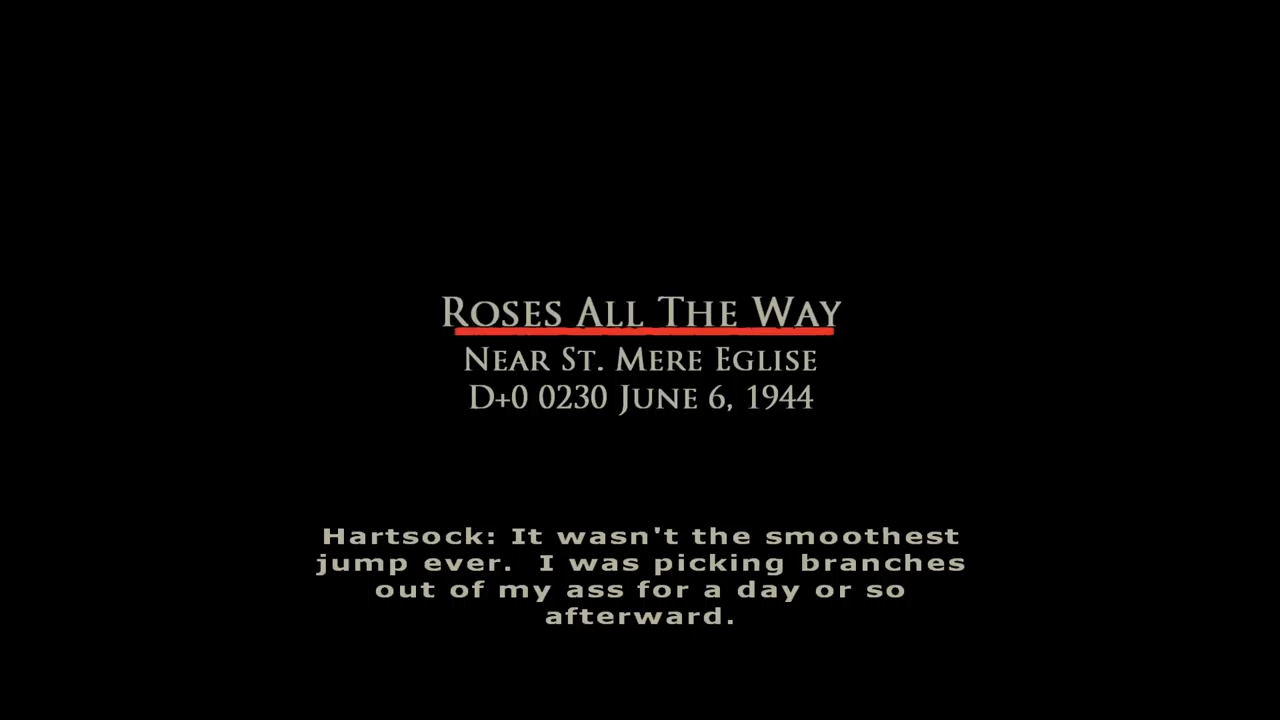 Roses All The Way
Near St. Mere Eglise
D+0 0230 June 6, 1944
Hartsock: It wasn't the smoothest
jump ever.  I was picking branches
out of my ass for a day or so
afterward.